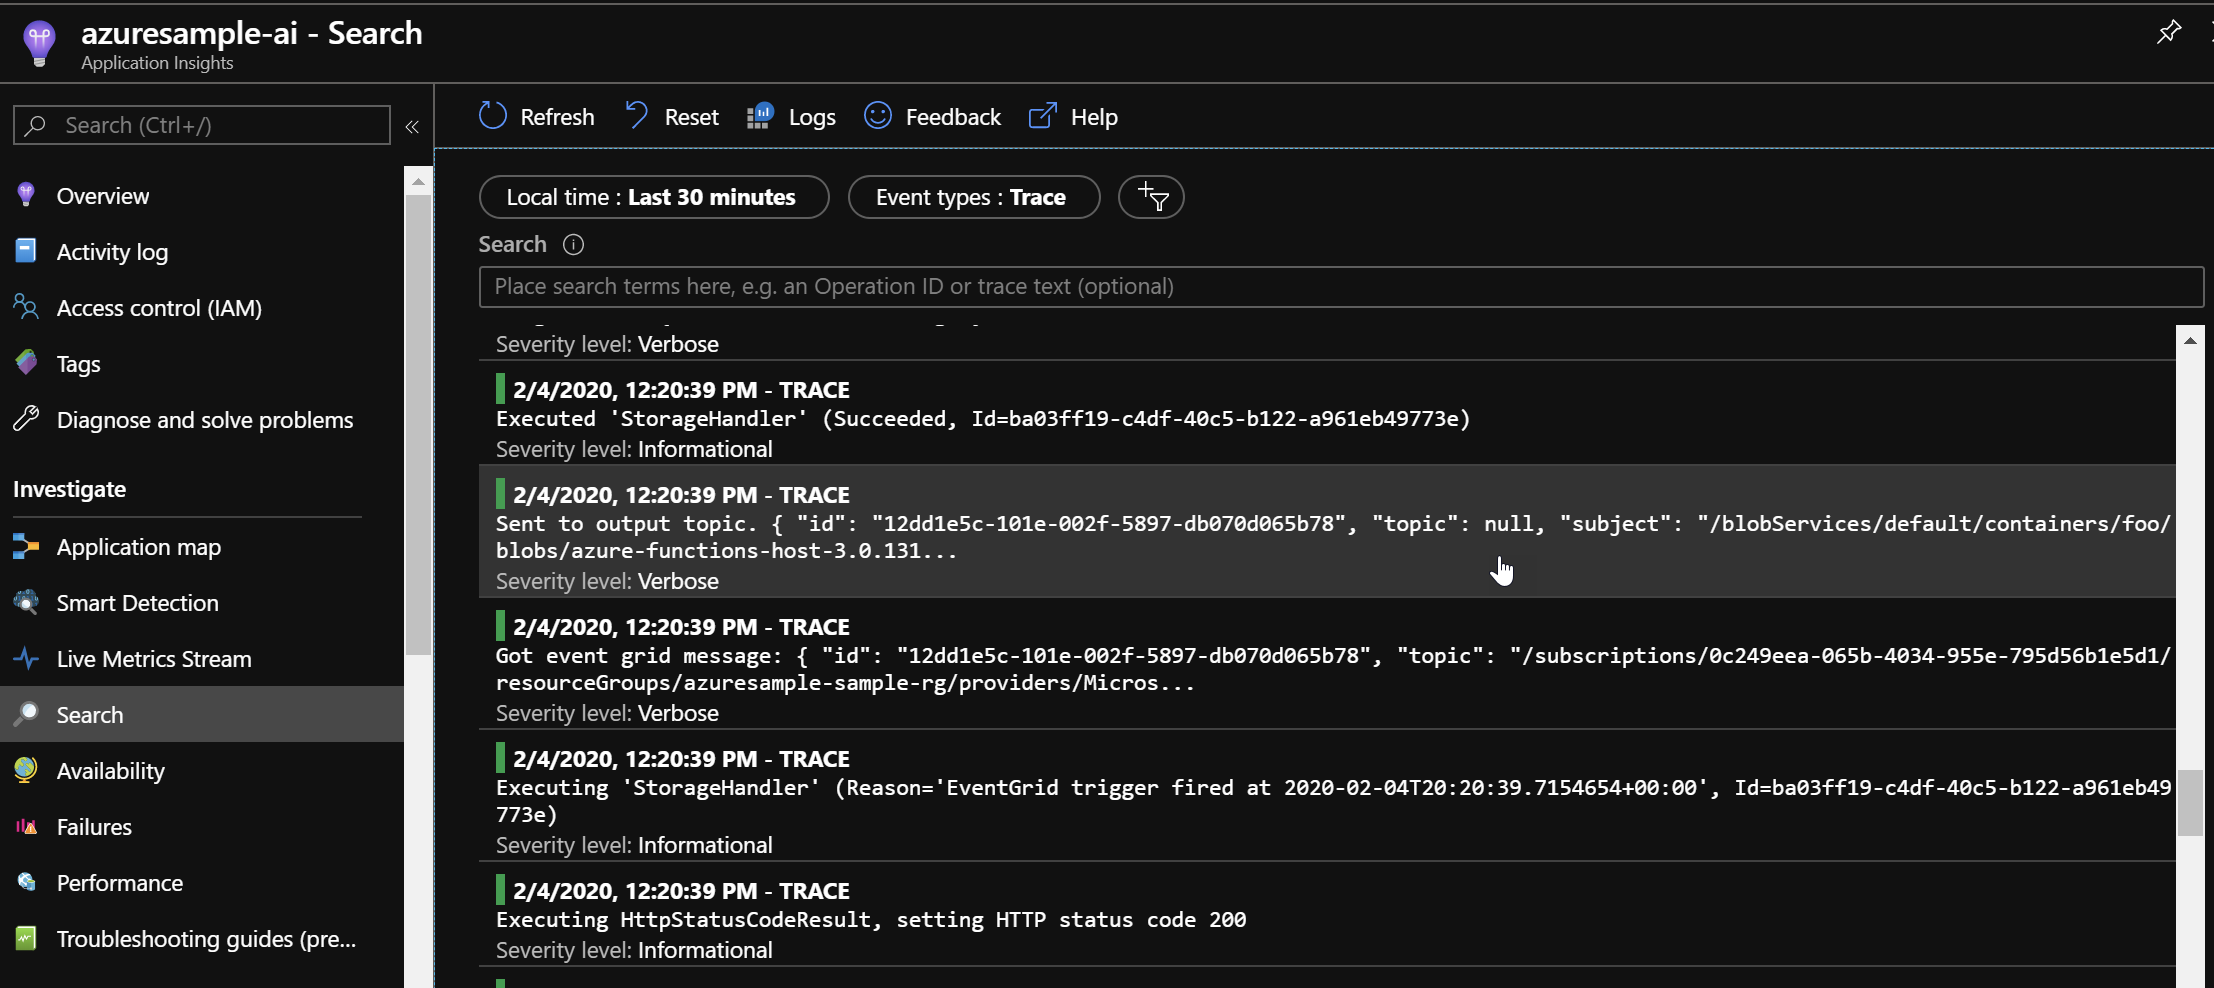 azuresample-ai - Search
Application Insights
Search (Ctrl+/)
«
Overview
Activity log
Access control (IAM)
Tags
Diagnose and solve problems
Investigate
Application map
Smart Detection
Live Metrics Stream
Search
Availability
Failures
Performance
Troubleshooting guides (pre...
Refresh
Reset
Logs
Feedback
Help
Local time : Last 30 minutes
Event types : Trace
Search
Place search terms here, e.g. an Operation ID or trace text (optional)
Severity level: Verbose
2/4/2020, 12:20:39 PM - TRACE
Executed 'StorageHandler' (Succeeded, Id=ba03ff19-c4df-40c5-b122-a961eb49773e)
Severity level: Informational
2/4/2020, 12:20:39 PM - TRACE
Sent to output topic. { "id": "12dd1e5c-101e-002f-5897-db070d065b78", "topic": null, "subject": "/blobServices/default/containers/foo/
blobs/azure-functions-host-3.0.131...
Severity level: Verbose
2/4/2020, 12:20:39 PM - TRACE
Got event grid message: { "id": "12dd1e5c-101e-002f-5897-db070d065b78", "topic": "/subscriptions/0c249eea-065b-4034-955e-795d56b1e5d1/
resourceGroups/azuresample-sample-rg/providers/Micros...
Severity level: Verbose
2/4/2020, 12:20:39 PM - TRACE
Executing 'StorageHandler' (Reason='EventGrid trigger fired at 2020-02-04T20:20:39.7154654+00:00', Id=ba03ff19-c4df-40c5-b122-a961eb49
773e)
Severity level: Informational
2/4/2020, 12:20:39 PM - TRACE
Executing HttpStatusCodeResult, setting HTTP status code 200
Severity level: Informational